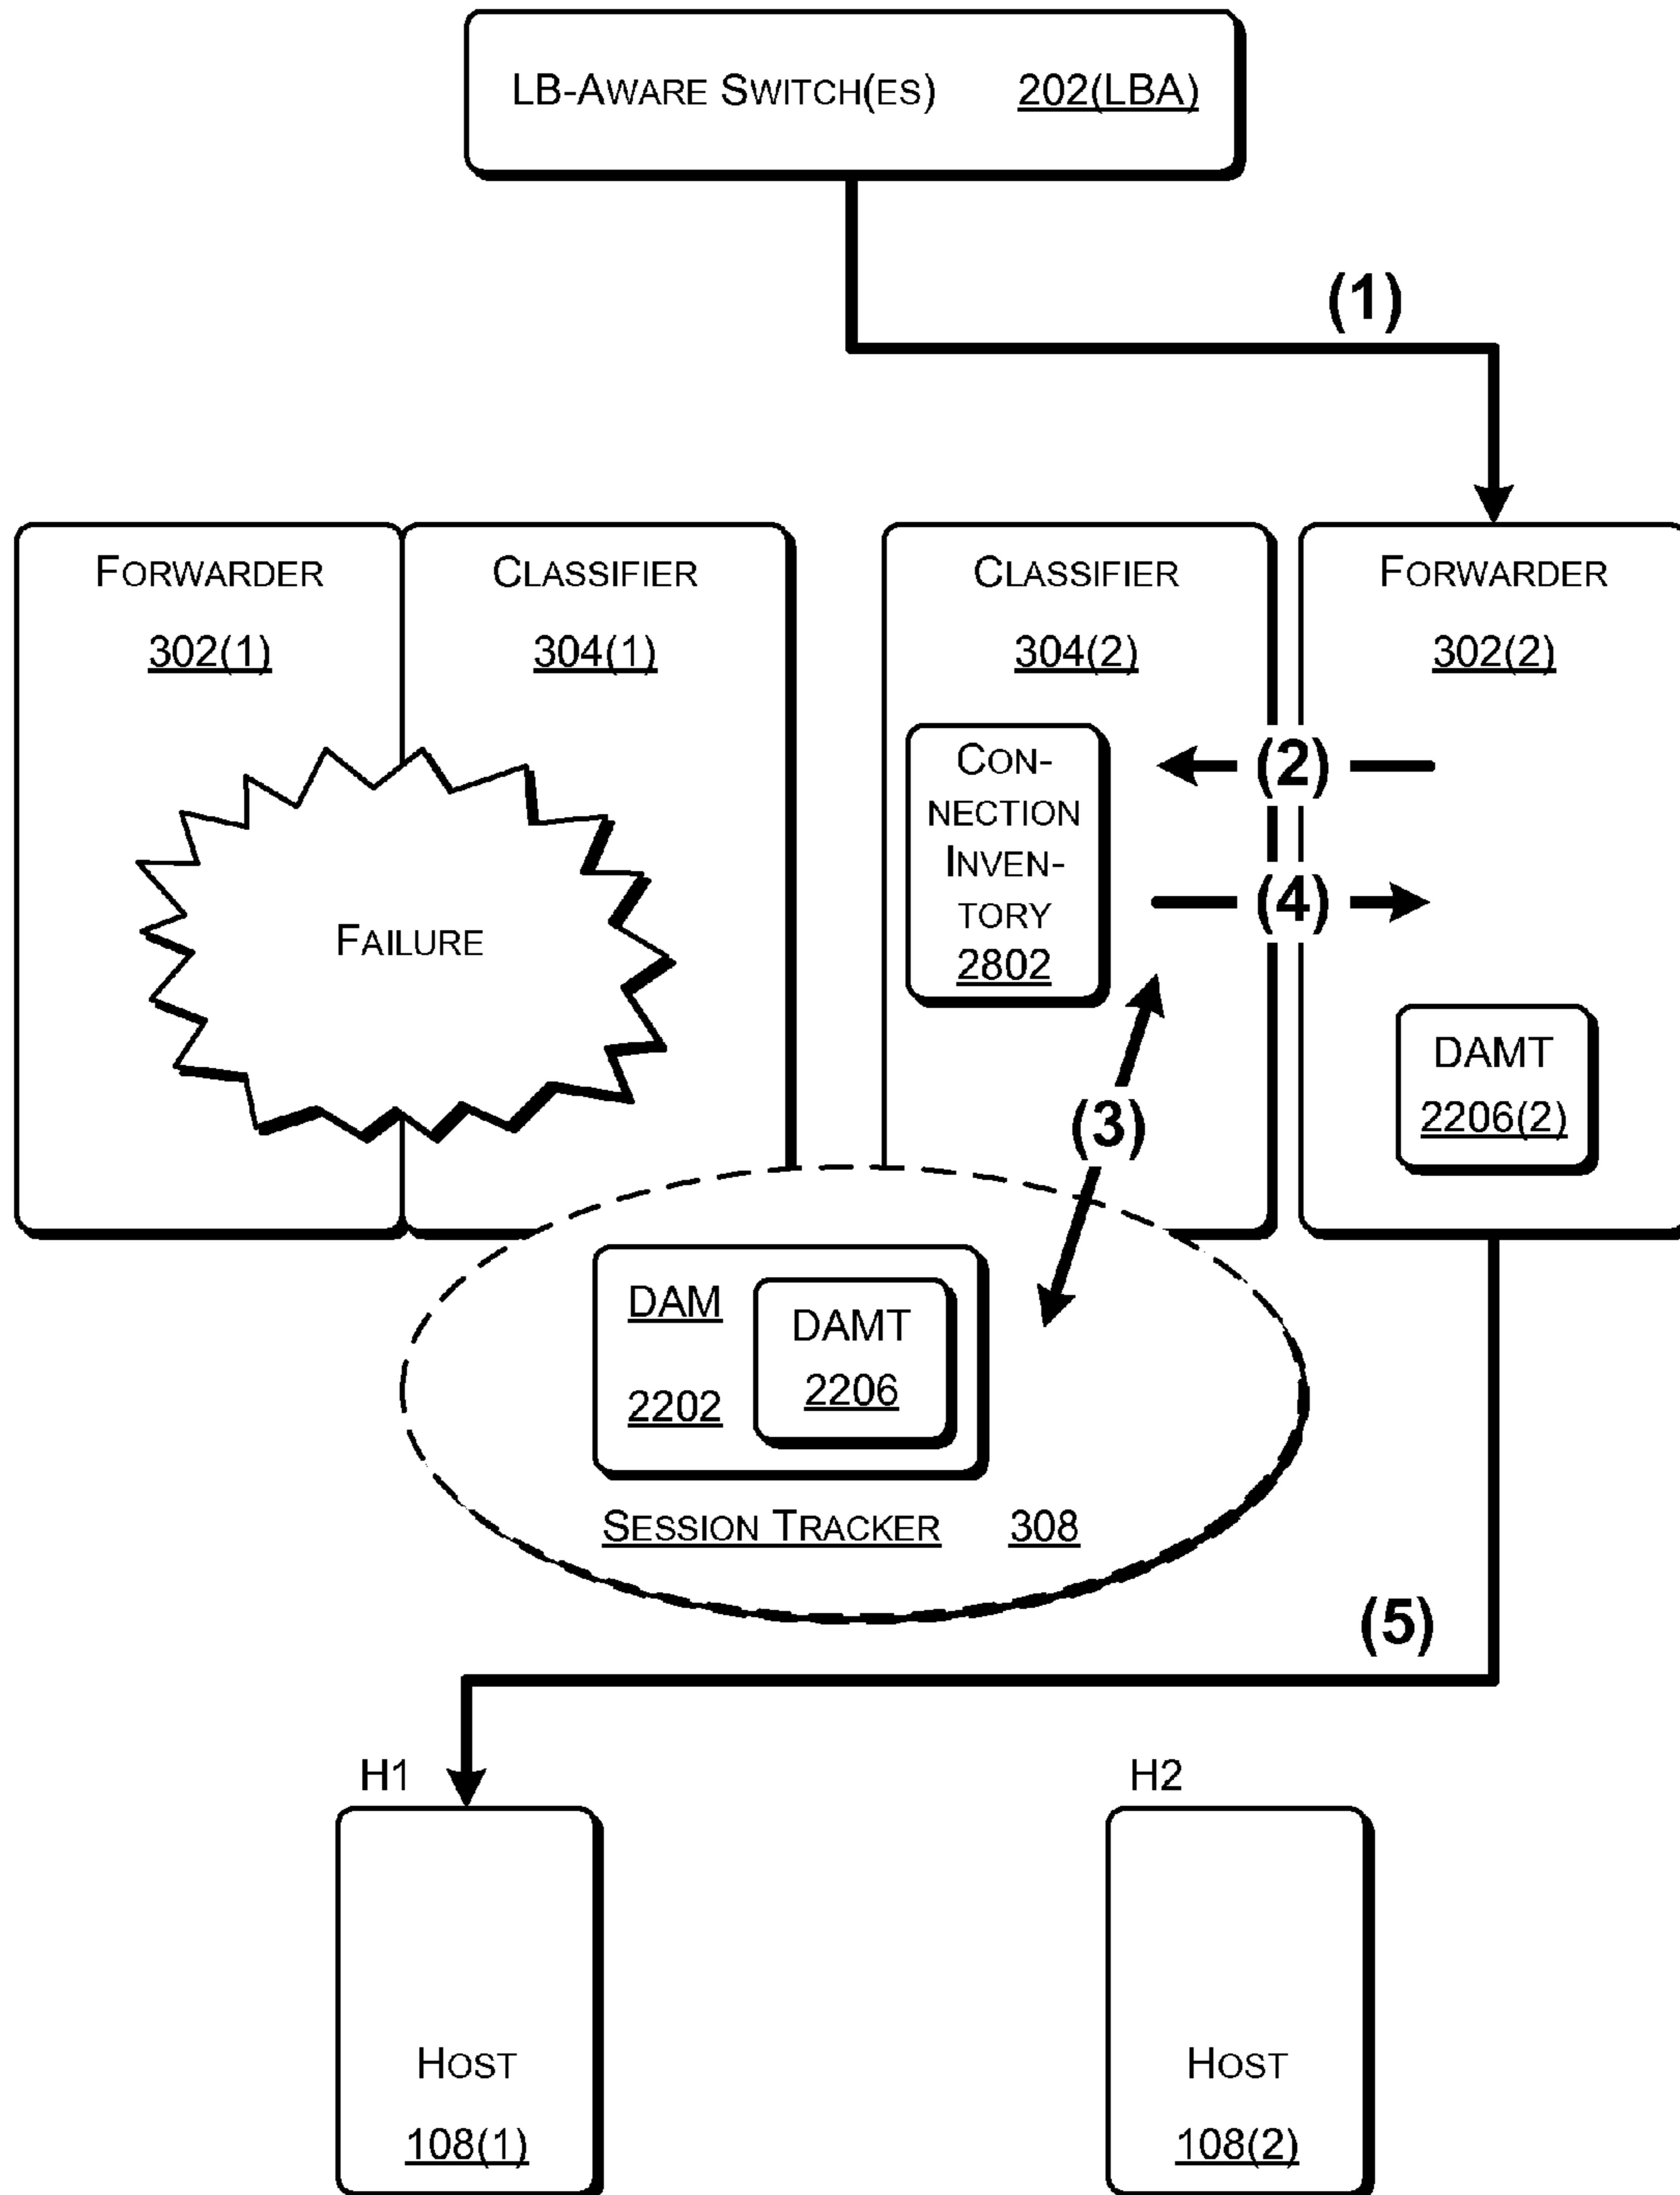 LB-AWARE SWITCH(ES) 202(LBA)
(1)
FORWARDER
302(1)
CLASSIFIER
304(1)
FAILURE
CLASSIFIER
304(2)
CON-
NECTION
INVEN-
TORY
2802
FORWARDER
302(2)
(2)
(4)
(3)
DAMT
2206(2)
DAM
2202
DAMT
2206
SESSION TRACKER 308
(5)
H1
HOST
108(1)
H2
HOST
108(2)